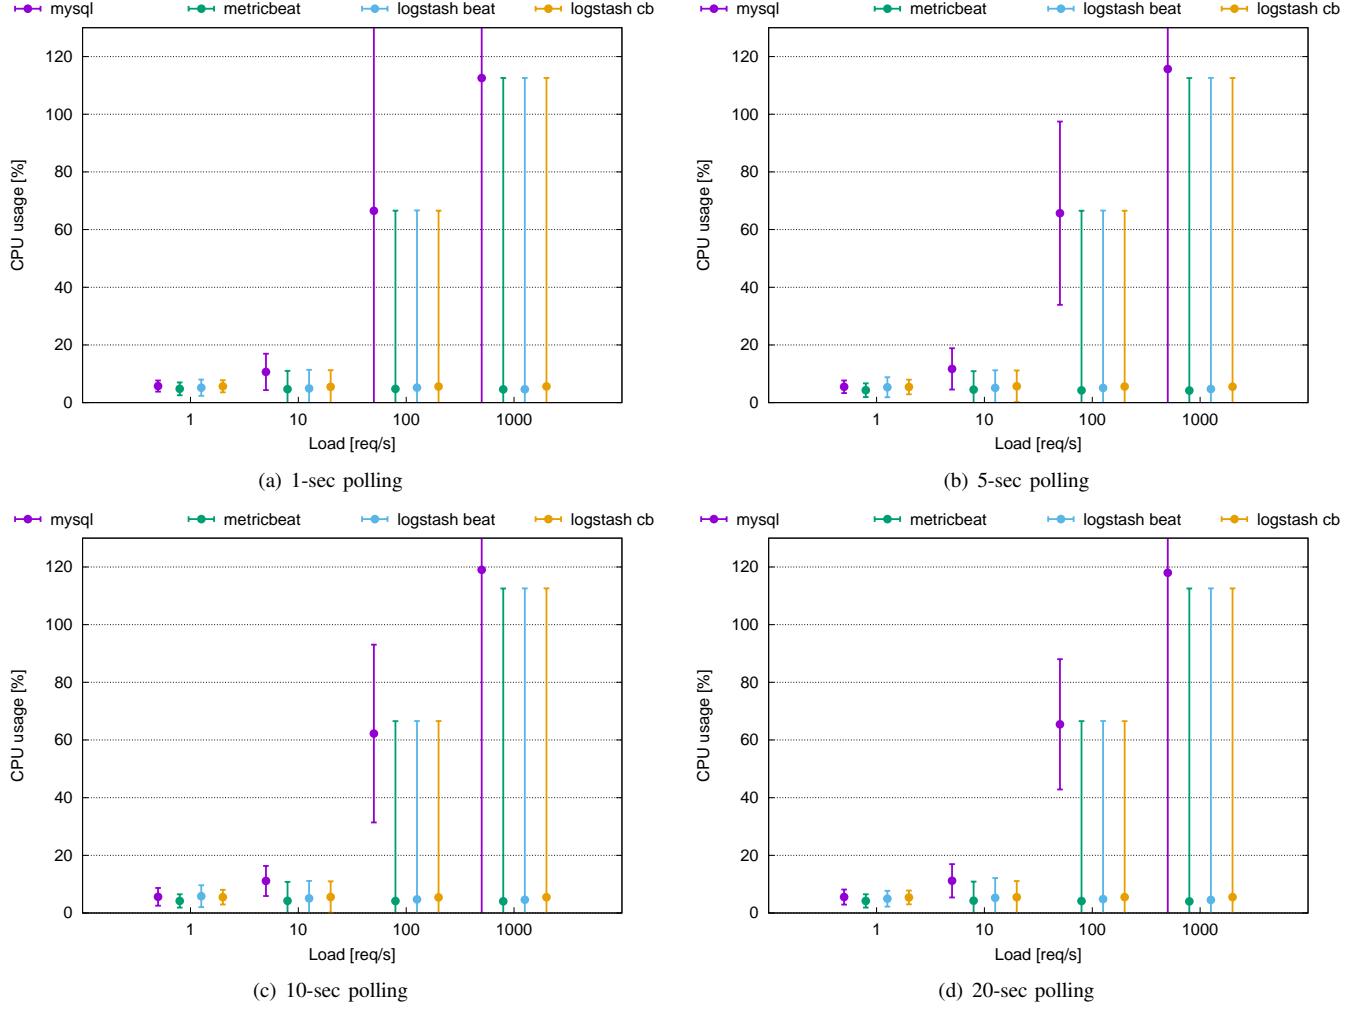 mysql metricbeat logstash beat logstash cb
120
100
80
60
40
20
0
CPU usage [%]
1 10 100 1000
Load [req/s]
(a) 1-sec polling
mysql metricbeat logstash beat logstash cb
120
100
80
60
40
20
0
CPU usage [%]
1 10 100 1000
Load [req/s]
(b) 5-sec polling
mysql metricbeat logstash beat logstash cb
120
100
80
60
40
20
0
CPU usage [%]
1 10 100 1000
Load [req/s]
(c) 10-sec polling
mysql metricbeat logstash beat logstash cb
120
100
80
60
40
20
0
CPU usage [%]
1 10 100 1000
Load [req/s]
(d) 20-sec polling